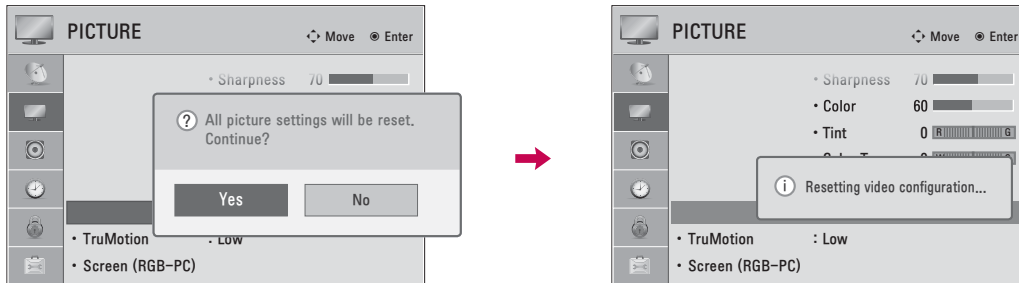 PICTURE
Move Enter
• Sharpness 70
? All picture settings will be reset.
Continue?
Yes No
• TruMotion : Low
• Screen (RGB-PC)
PICTURE
Move Enter
• Sharpness 70
• Color 60
• Tint 0 R G
i Resetting video configuration...
• TruMotion : Low
• Screen (RGB-PC)